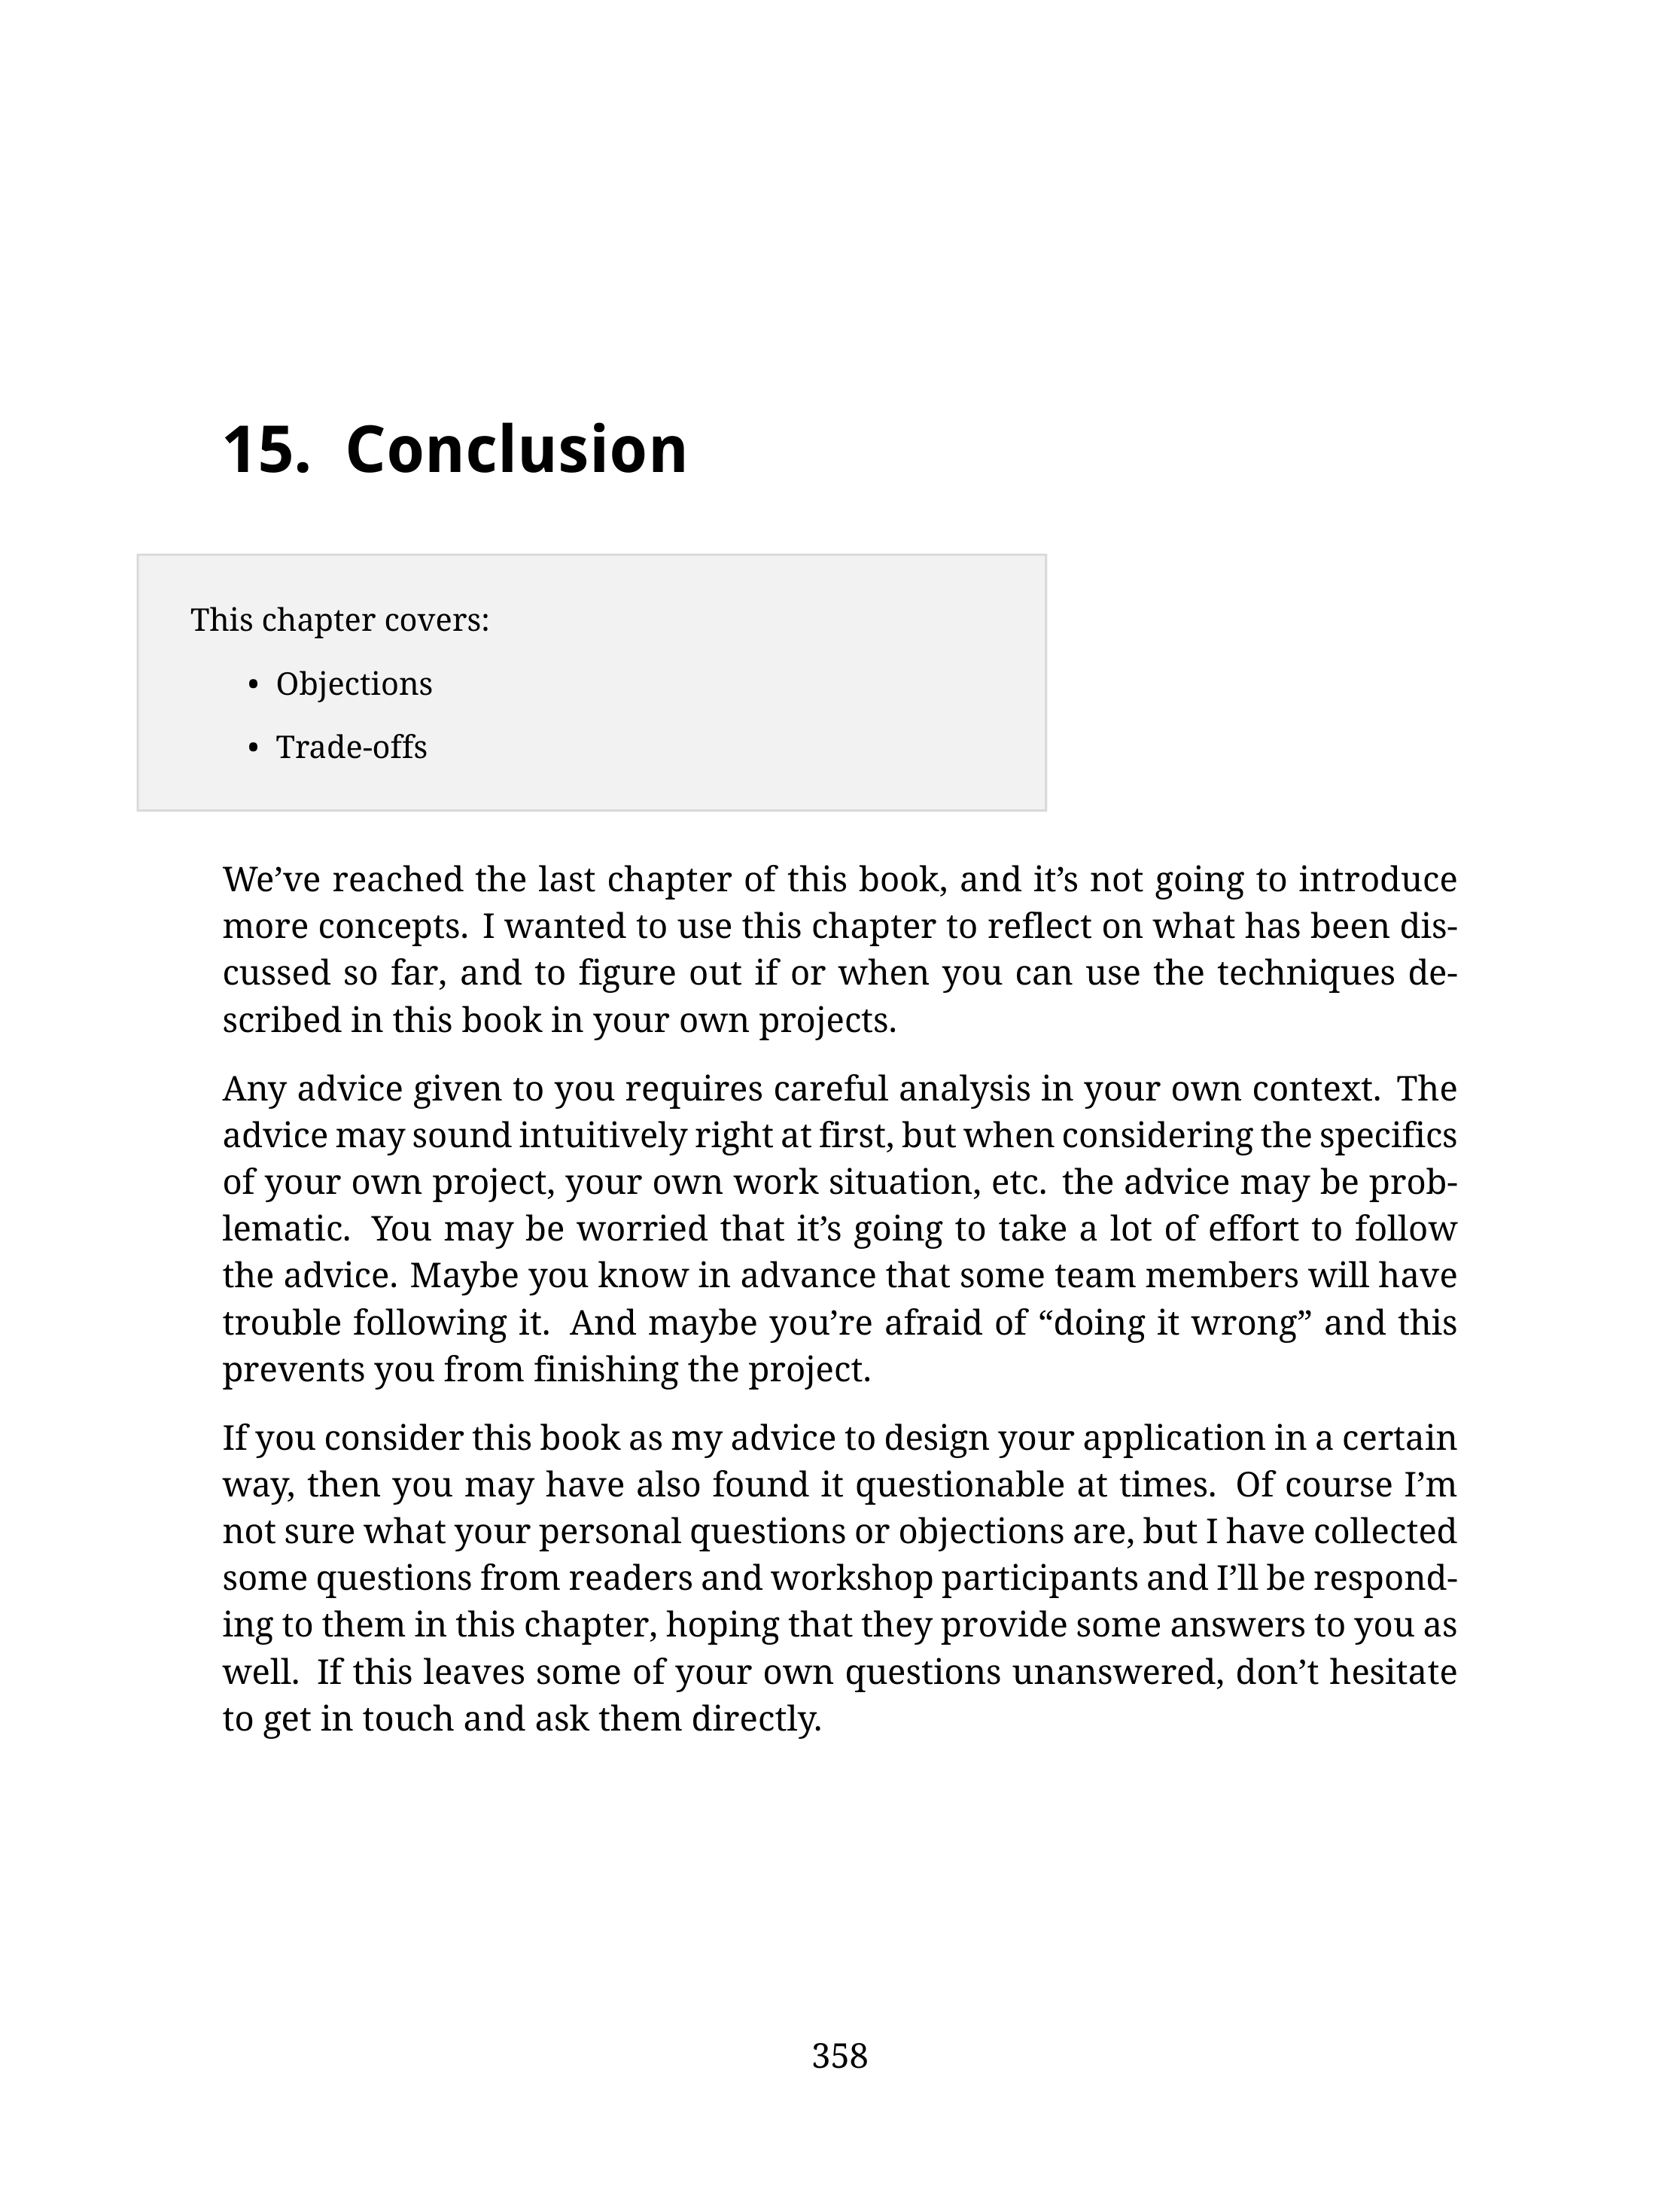 15. Conclusion
This chapter covers:
• Objections
• Trade-offs
We’ve reached the last chapter of this book, and it’s not going to introduce
more concepts. I wanted to use this chapter to reflect on what has been dis-
cussed so far, and to figure out if or when you can use the techniques de-
scribed in this book in your own projects.
Any advice given to you requires careful analysis in your own context. The
advice may sound intuitively right at first, but when considering the specifics
of your own project, your own work situation, etc. the advice may be prob-
lematic. You may be worried that it’s going to take a lot of effort to follow
the advice. Maybe you know in advance that some team members will have
trouble following it. And maybe you’re afraid of “doing it wrong” and this
prevents you from finishing the project.
If you consider this book as my advice to design your application in a certain
way, then you may have also found it questionable at times. Of course I’m
not sure what your personal questions or objections are, but I have collected
some questions from readers and workshop participants and I’ll be respond-
ing to them in this chapter, hoping that they provide some answers to you as
well. If this leaves some of your own questions unanswered, don’t hesitate
to get in touch and ask them directly.
358